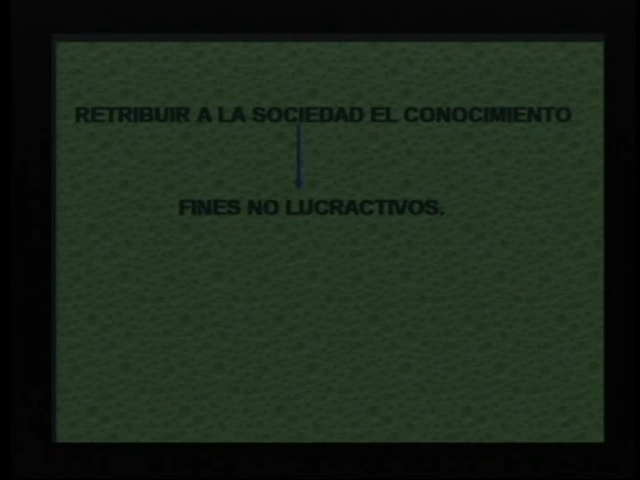 RETRIBUIR A LA SOCIEDAD EL CONOCIMIENTO
FINES NO LUCRACTIVOS.